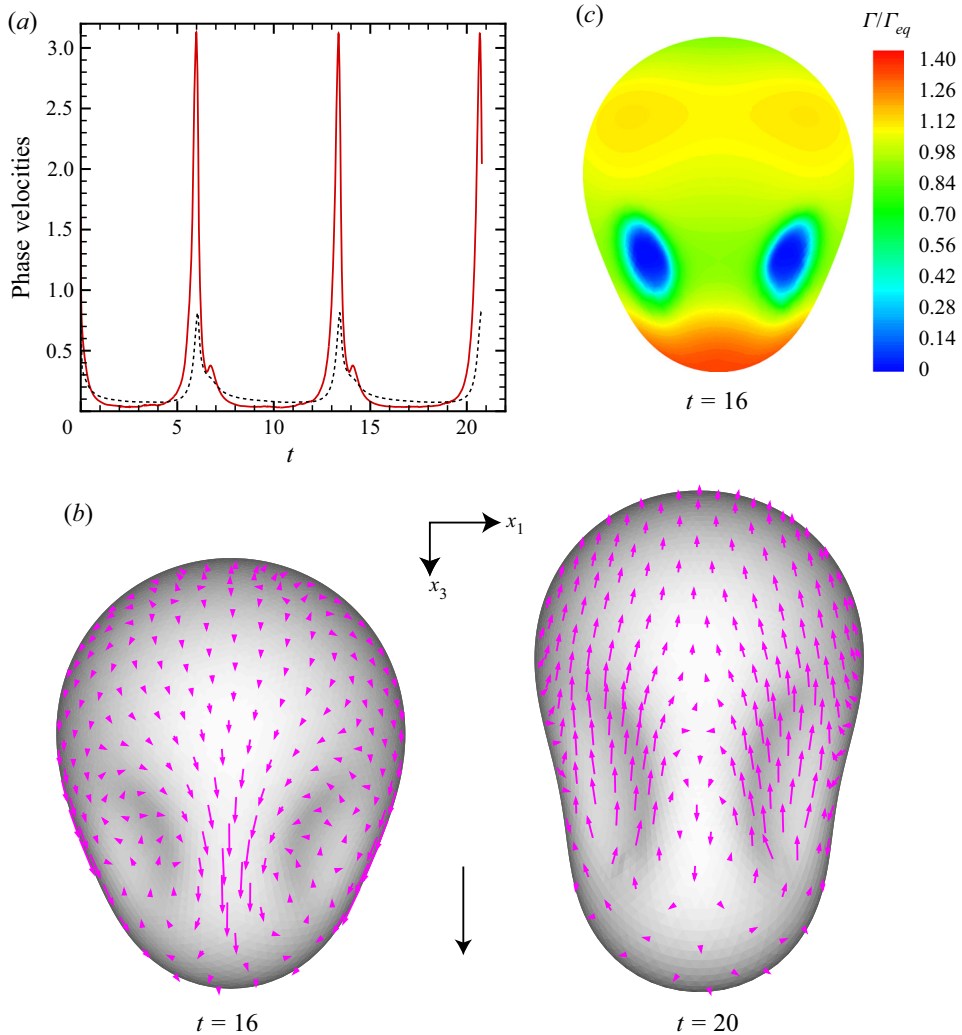 (a)
Phase velocities
3.0
2.5
2.0
1.5
1.0
0.5
0
0 5 10 15 20
t
(c)
Γ/Γeq
1.40
1.26
1.12
0.98
0.84
0.70
0.56
0.42
0.28
0.14
0
t = 16
(b)
x1
x3
t = 16
t = 20